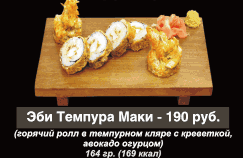 Эби Темпура Маки - 190 руб.
(горячий ролл в темпурном кляре с креветкой,
авокадо огурцом)
164 гр. (169 ккал)